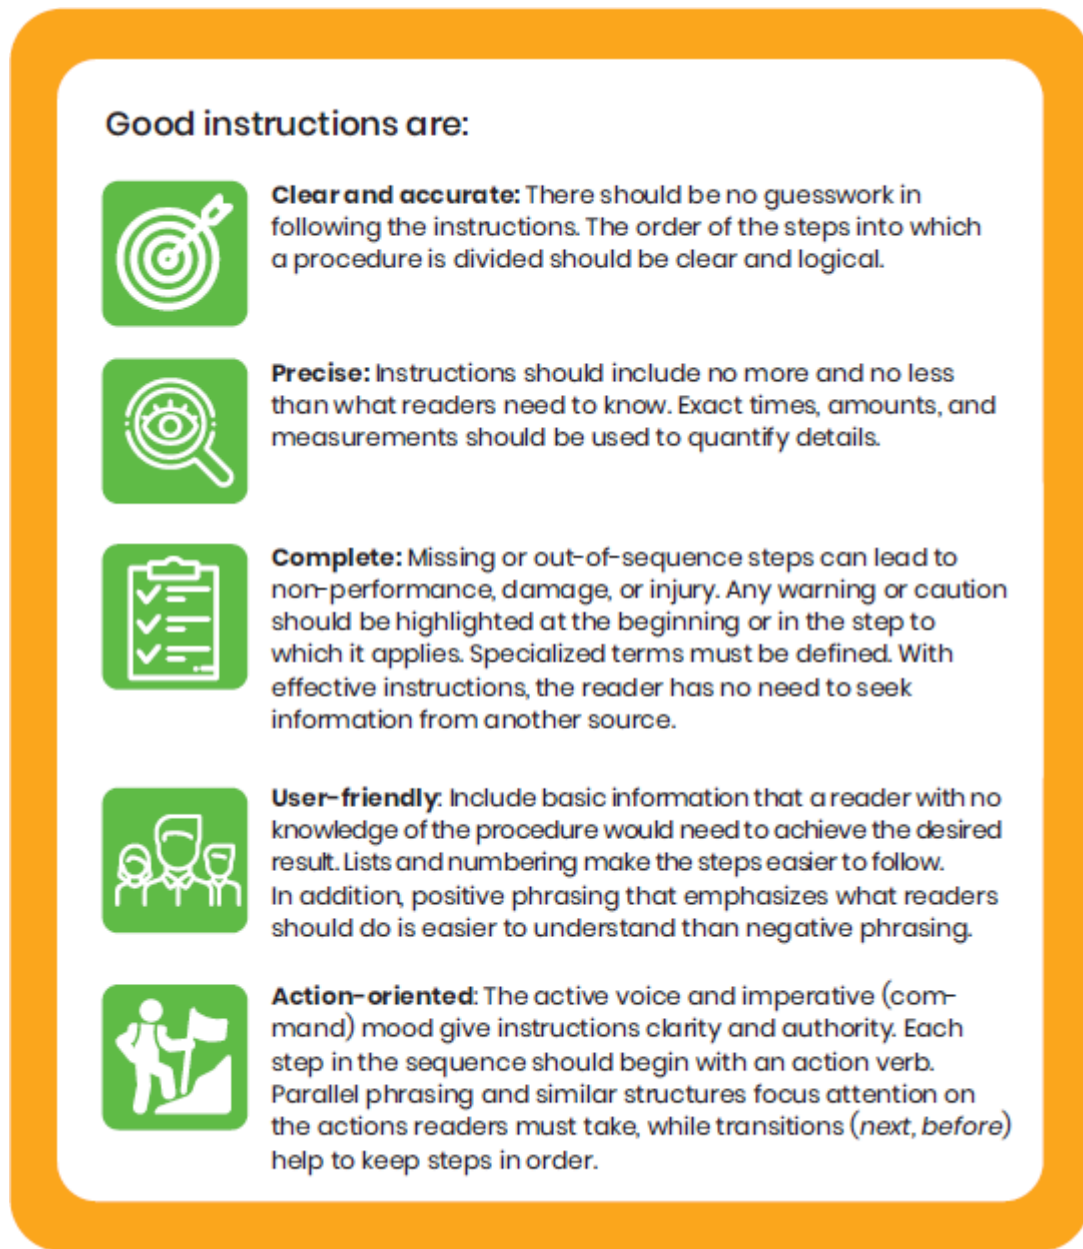 Good instructions are:
Clear and accurate: There should be no guesswork in
following the instructions. The order of the steps into which
a procedure is divided should be clear and logical.
Precise: Instructions should include no more and no less
than what readers need to know. Exact times, amounts, and
measurements should be used to quantify details.
Complete: Missing or out-of-sequence steps can lead to
non-performance, damage, or injury. Any warning or caution
should be highlighted at the beginning or in the step to
which it applies. Specialized terms must be defined. With
effective instructions, the reader has no need to seek
information from another source.
User-friendly: Include basic information that a reader with no
knowledge of the procedure would need to achieve the desired
result. Lists and numbering make the steps easier to follow.
In addition, positive phrasing that emphasizes what readers
should do is easier to understand than negative phrasing.
Action-oriented: The active voice and imperative (com-
mand) mood give instructions clarity and authority. Each
step in the sequence should begin with an action verb.
Parallel phrasing and similar structures focus attention on
the actions readers must take, while transitions (next, before)
help to keep steps in order.